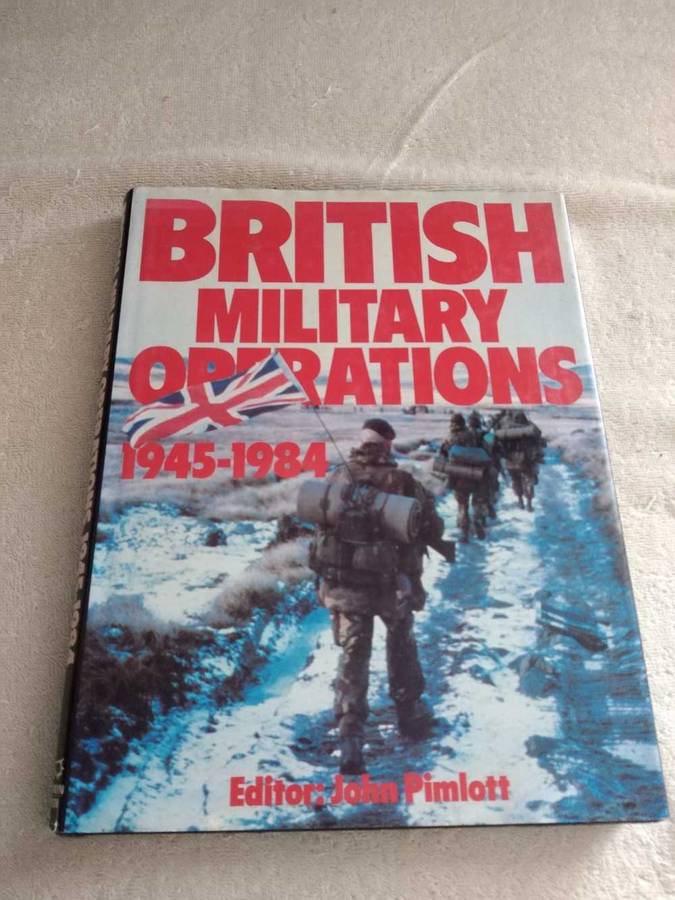 BRITISH
MILITARY
OPERATIONS
1945-1984
Editor: John Pimlott